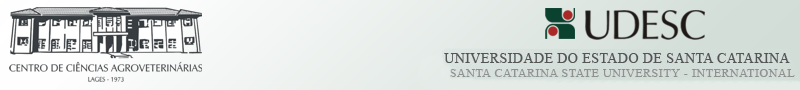 CENTRO DE CIÊNCIAS AGROVETERINÁRIAS
LAGES - 1973
UDESC
UNIVERSIDADE DO ESTADO DE SANTA CATARINA
SANTA CATARINA STATE UNIVERSITY - INTERNATIONAL